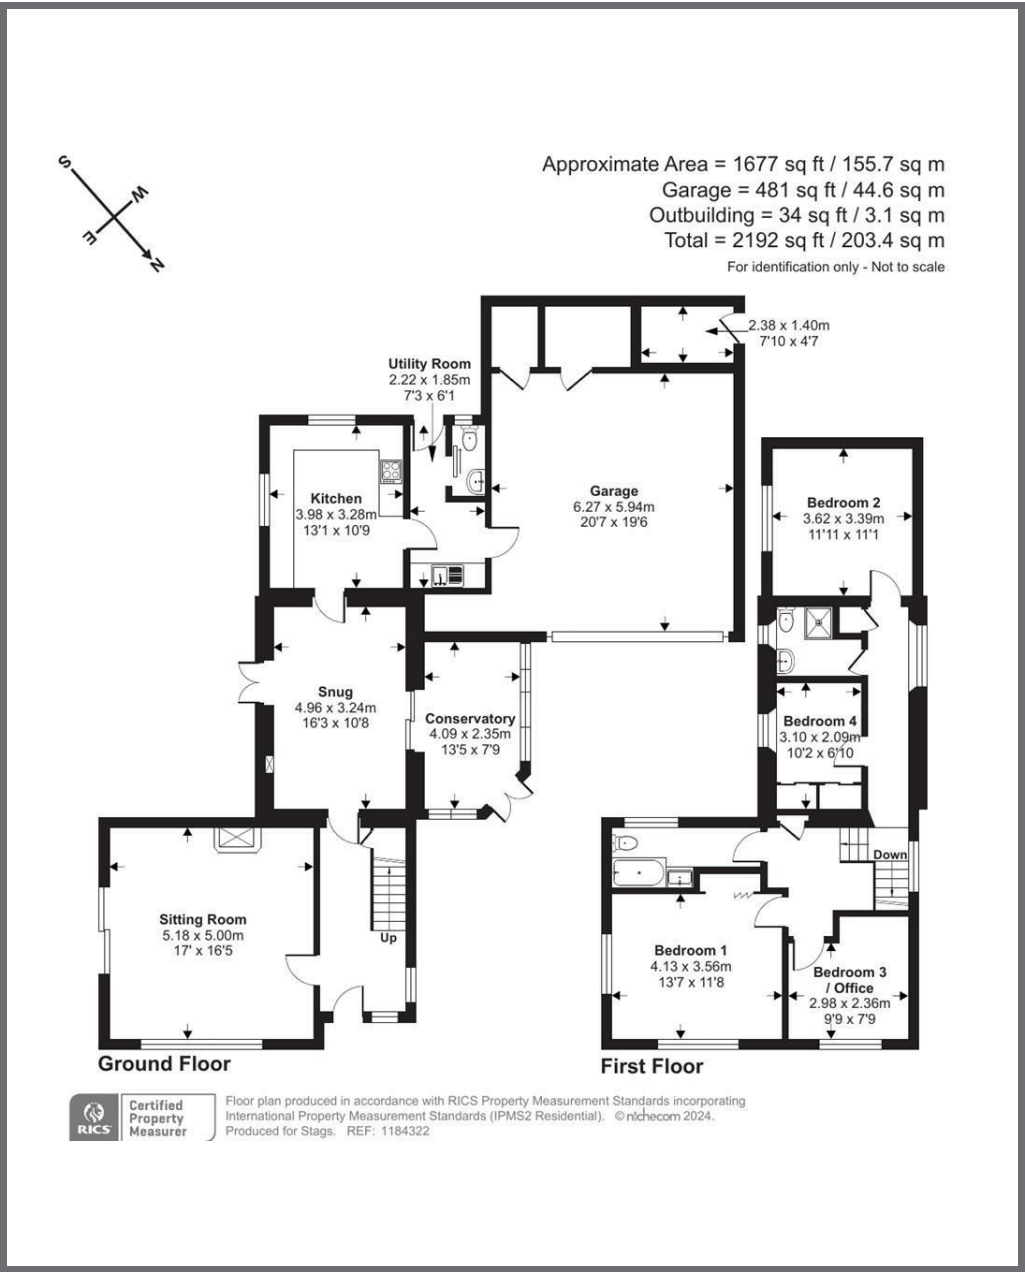 S
W
E
N
Approximate Area = 1677 sq ft / 155.7 sq m
Garage = 481 sq ft / 44.6 sq m
Outbuilding = 34 sq ft / 3.1 sq m
Total = 2192 sq ft / 203.4 sq m
For identification only - Not to scale
2.38 x 1.40m
7'10 x 4'7
Utility Room
2.22 x 1.85m
7'3 x 6'1
Kitchen
3.98 x 3.28m
13'1 x 10'9
Garage
6.27 x 5.94m
20'7 x 19'6
Bedroom 2
3.62 x 3.39m
11'11 x 11'1
Snug
4.96 x 3.24m
16'3 x 10'8
Conservatory
4.09 x 2.35m
13'5 x 7'9
Bedroom 4
3.10 x 2.09m
10'2 x 6'10
Down
Sitting Room
5.18 x 5.00m
17' x 16'5
Up
Bedroom 1
4.13 x 3.56m
13'7 x 11'8
Bedroom 3
/ Office
2.98 x 2.36m
9'9 x 7'9
Ground Floor
First Floor
RICS
Certified
Property
Measurer
Floor plan produced in accordance with RICS Property Measurement Standards incorporating
International Property Measurement Standards (IPMS2 Residential). © nichecom 2024.
Produced for Stags. REF: 1184322